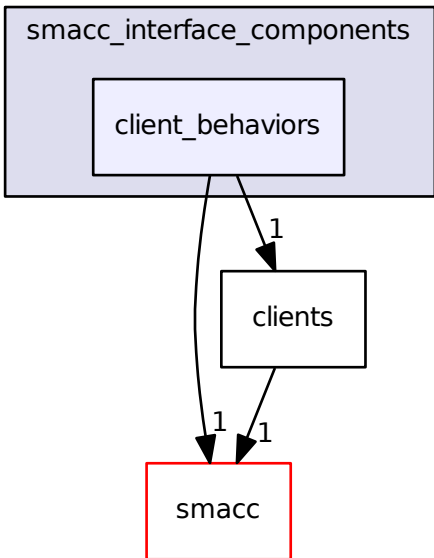 smacc_interface_components
client_behaviors
1
clients
1
1
smacc